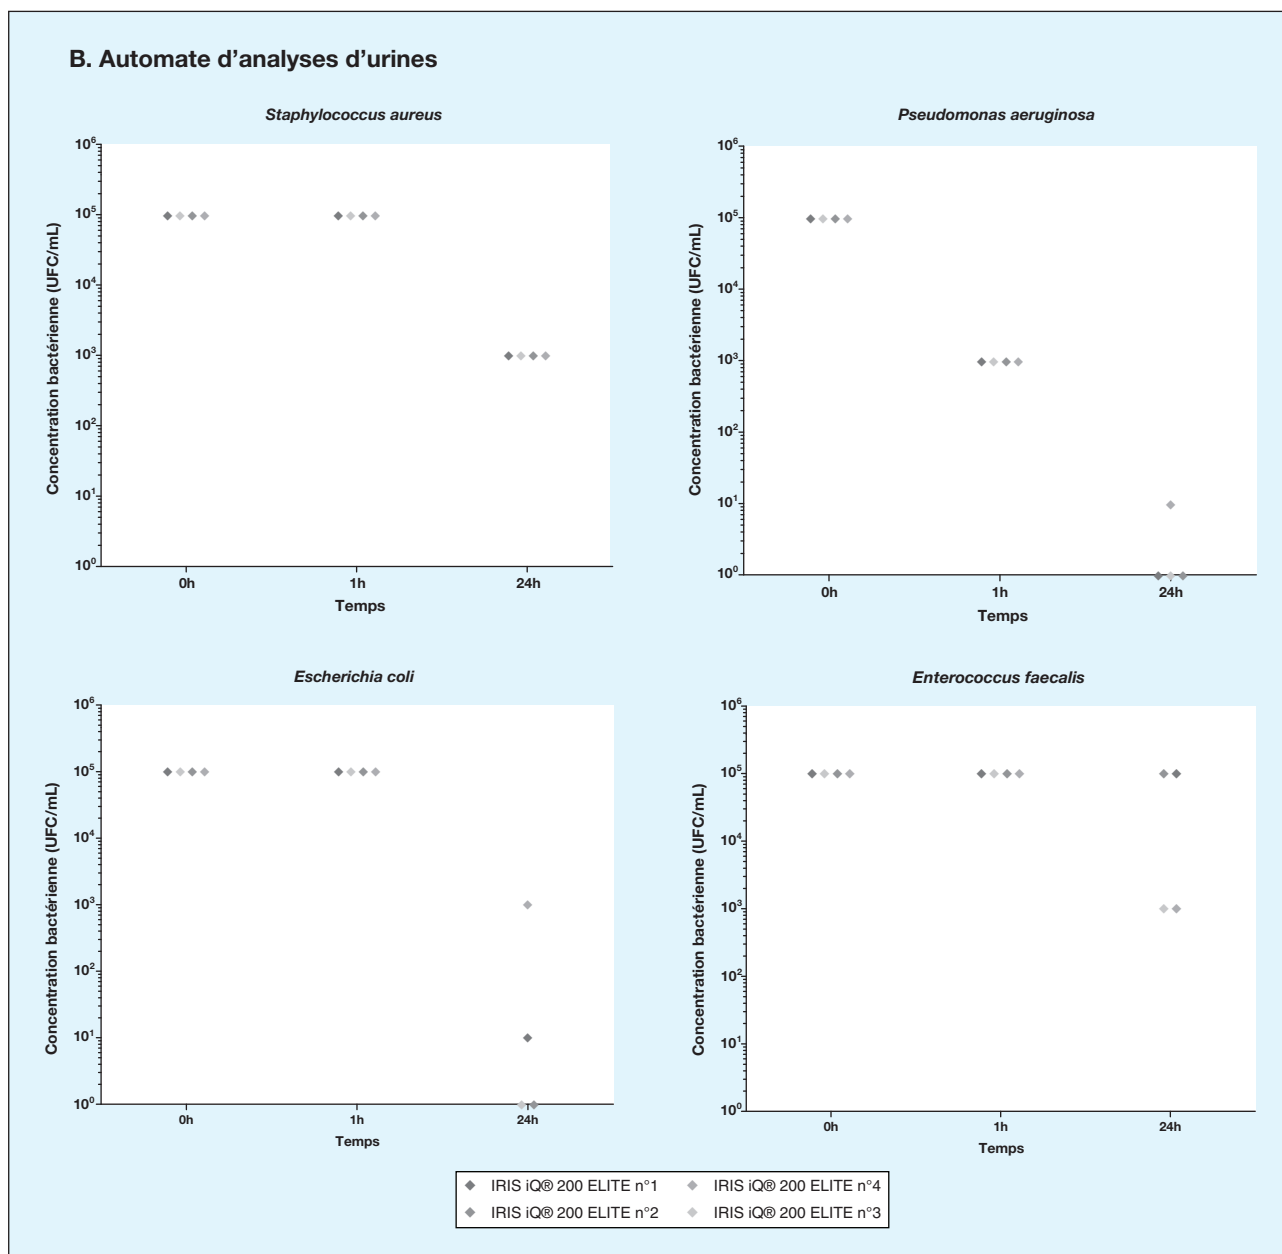 B. Automate d’analyses d’urines
Staphylococcus aureus
Concentration bactérienne (UFC/mL)
10⁶
10⁵
10⁴
10³
10²
10¹
10⁰
0h 1h 24h
Temps
Pseudomonas aeruginosa
Concentration bactérienne (UFC/mL)
10⁶
10⁵
10⁴
10³
10²
10¹
10⁰
0h 1h 24h
Temps
Escherichia coli
Concentration bactérienne (UFC/mL)
10⁶
10⁵
10⁴
10³
10²
10¹
10⁰
0h 1h 24h
Temps
Enterococcus faecalis
Concentration bactérienne (UFC/mL)
10⁶
10⁵
10⁴
10³
10²
10¹
10⁰
0h 1h 24h
Temps
IRIS iQ® 200 ELITE n°1 IRIS iQ® 200 ELITE n°4
IRIS iQ® 200 ELITE n°2 IRIS iQ® 200 ELITE n°3